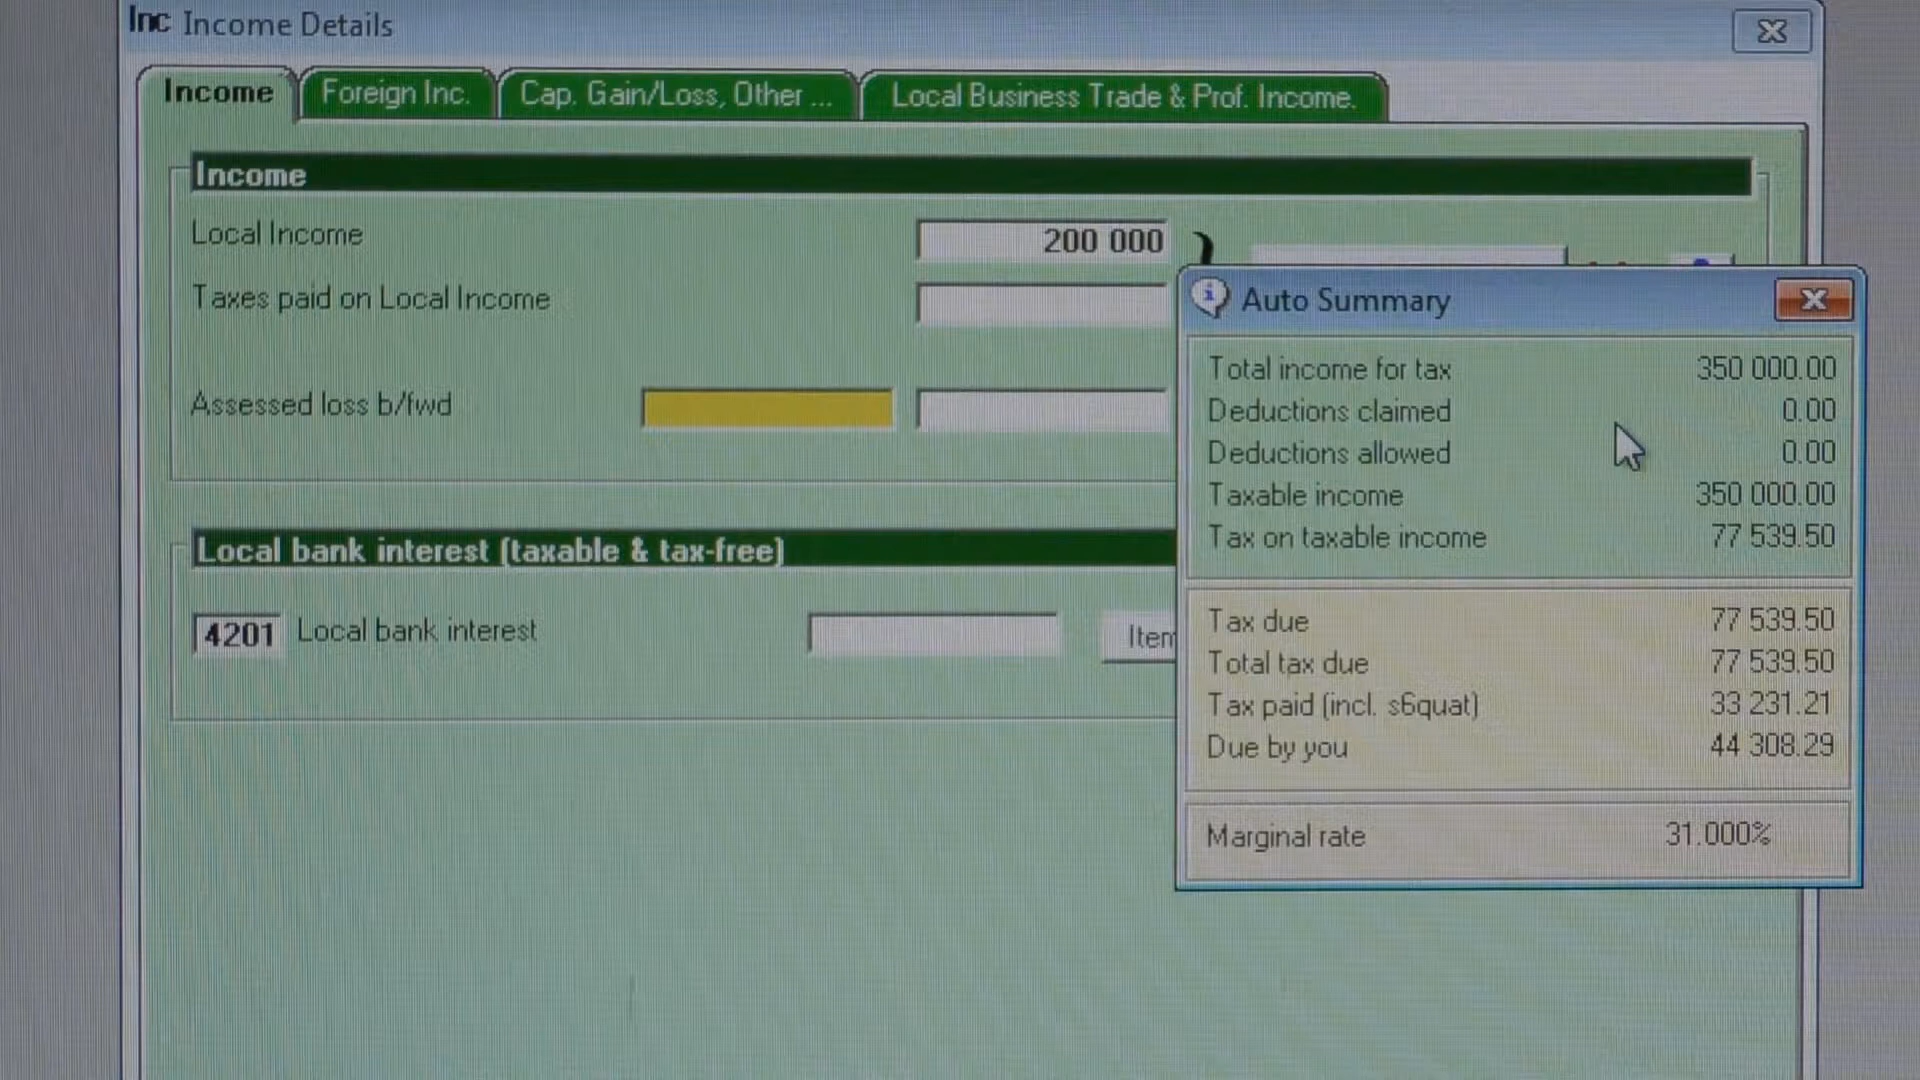 Inc Income Details
Income
Foreign Inc.
Cap. Gain/Loss, Other ...
Local Business Trade & Prof. Income.
Income
Local Income 200 000
Taxes paid on Local Income
Assessed loss b/fwd
Local bank interest (taxable & tax-free)
4201 Local bank interest
Auto Summary
Total income for tax 350 000.00
Deductions claimed 0.00
Deductions allowed 0.00
Taxable income 350 000.00
Tax on taxable income 77 539.50
Tax due 77 539.50
Total tax due 77 539.50
Tax paid (incl. s6quat) 33 231.21
Due by you 44 308.29
Marginal rate 31.000%